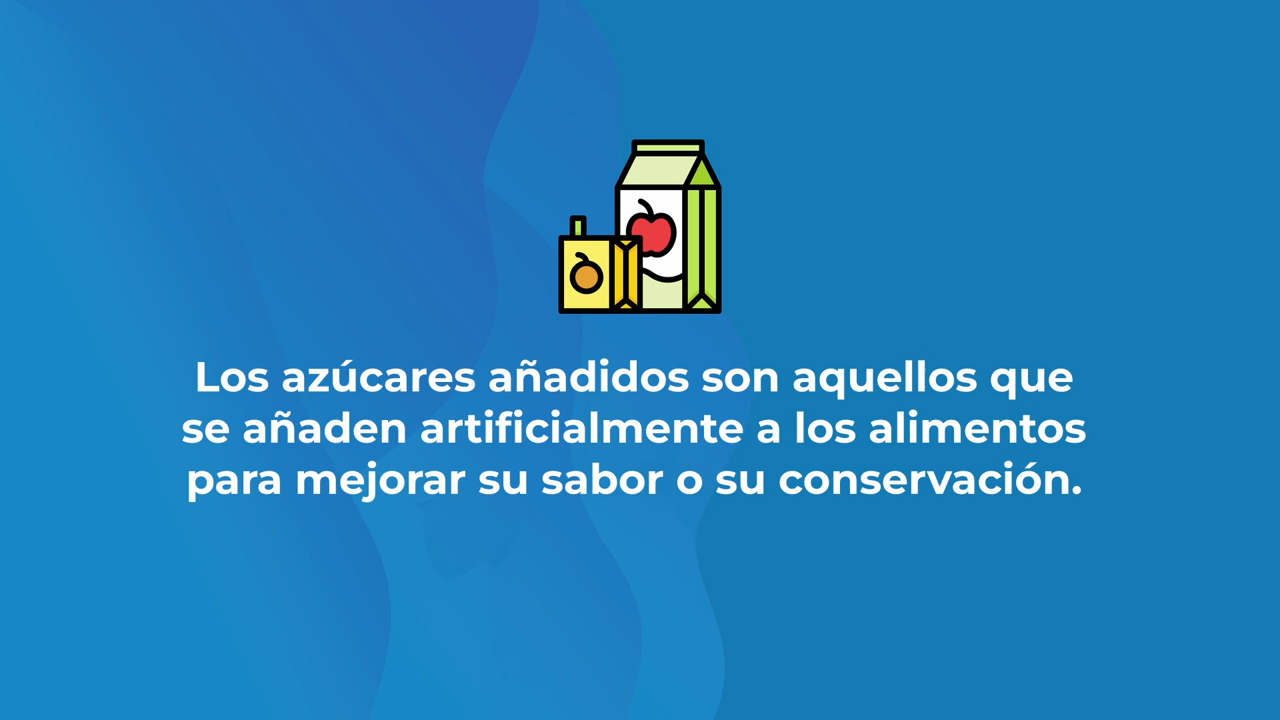 Los azúcares añadidos son aquellos que
se añaden artificialmente a los alimentos
para mejorar su sabor o su conservación.